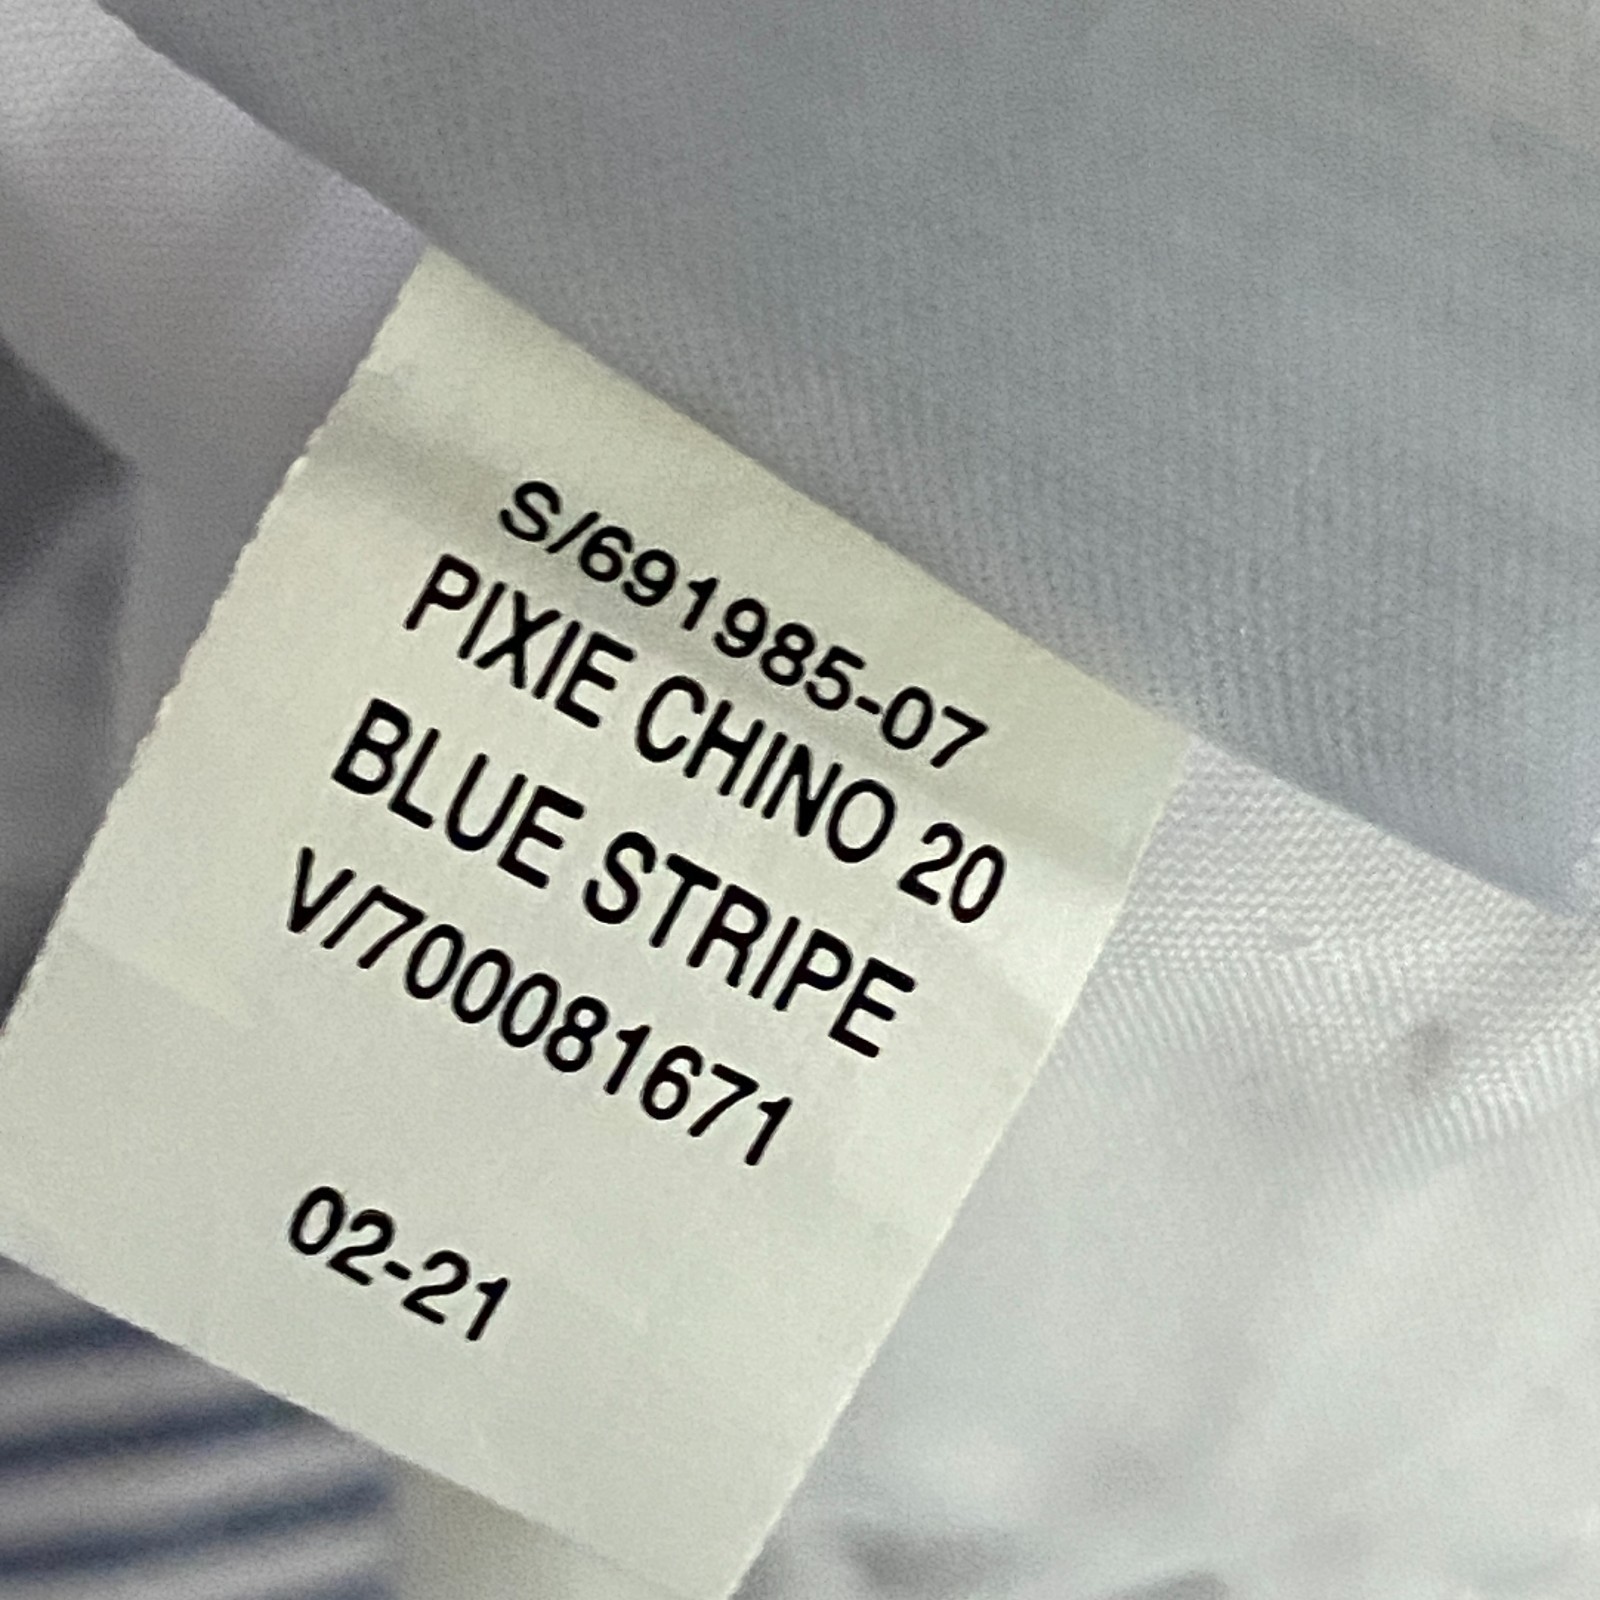 S/691985-07
PIXIE CHINO 20
BLUE STRIPE
V/700081671
02-21